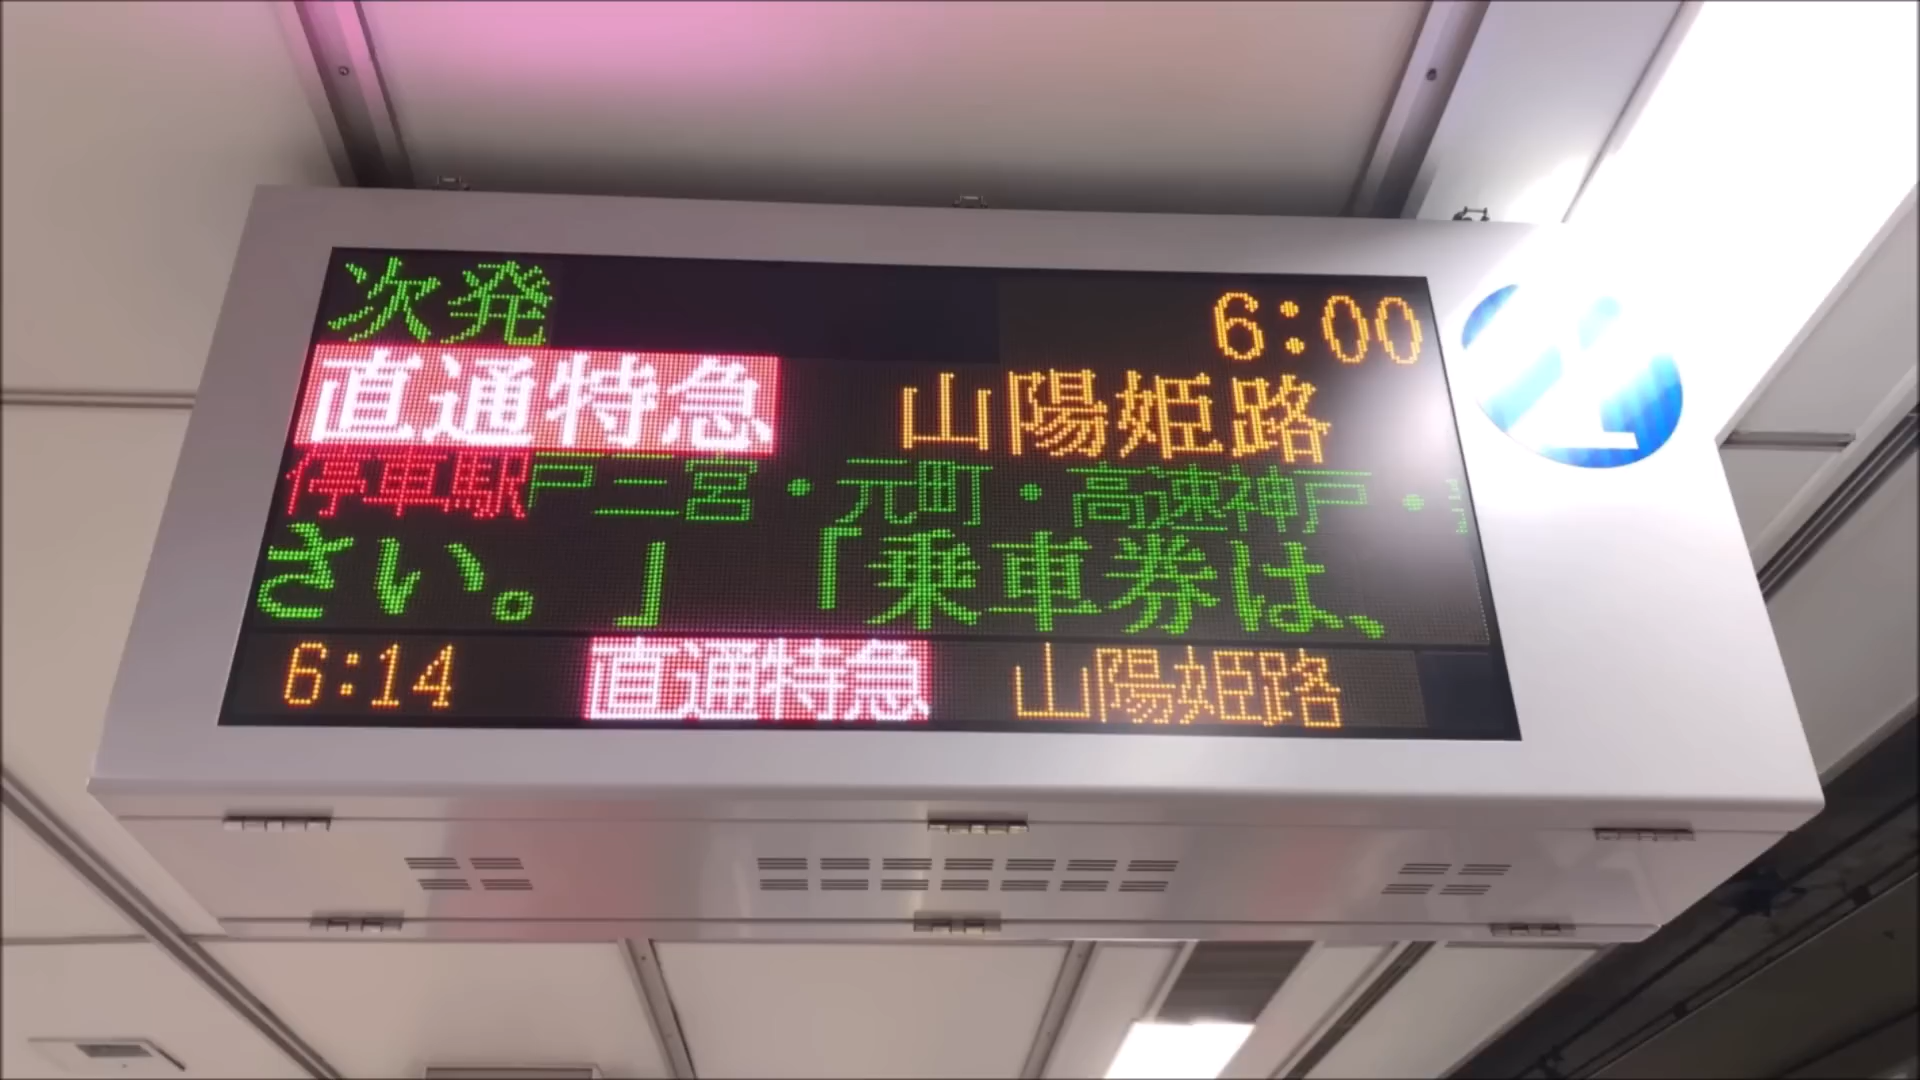 次発 6:00
直通特急 山陽姫路
停車駅 戸三宮・元町・高速神戸・
さい。」「乗車券は、
6:14 直通特急 山陽姫路